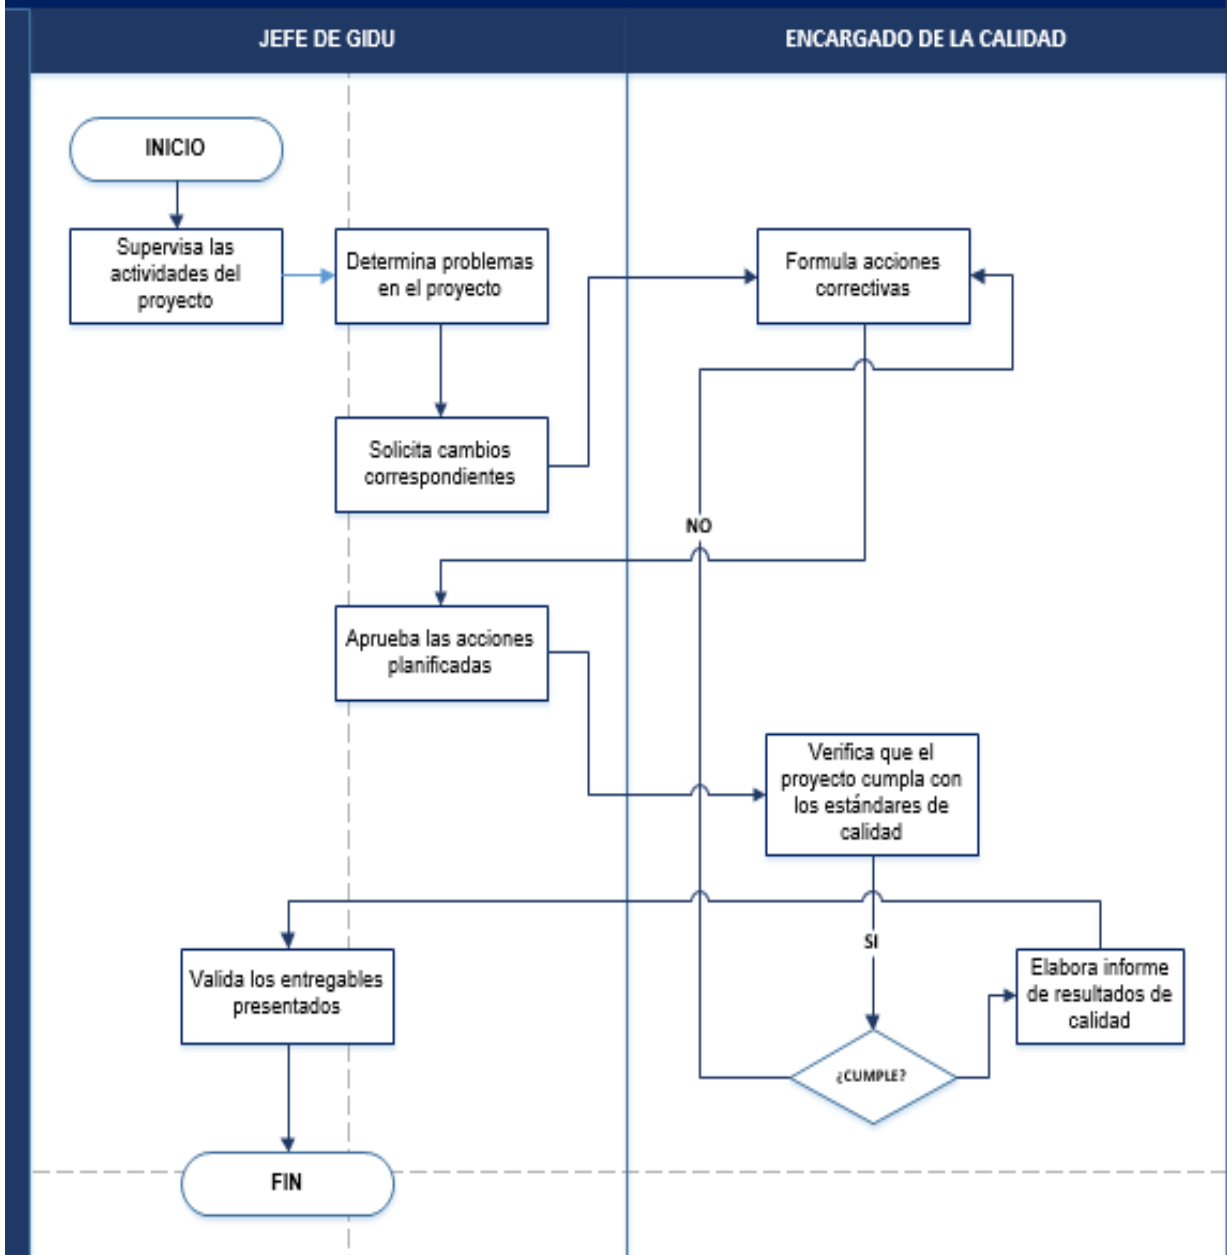 JEFE DE GIDU
ENCARGADO DE LA CALIDAD
INICIO
Supervisa las
actividades del
proyecto
Determina problemas
en el proyecto
Formula acciones
correctivas
Solicita cambios
correspondientes
NO
Aprueba las acciones
planificadas
Verifica que el
proyecto cumpla con
los estándares de
calidad
SI
Valida los entregables
presentados
Elabora informe
de resultados de
calidad
¿CUMPLE?
FIN